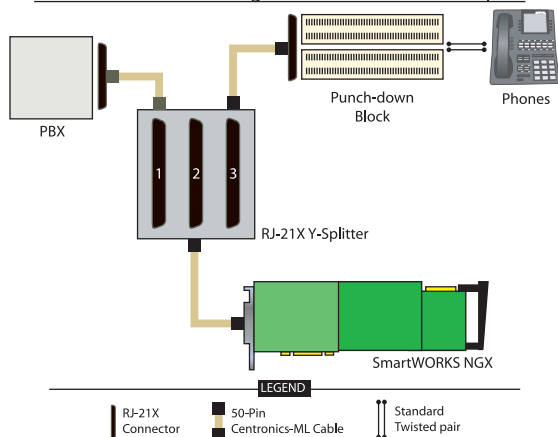 PBX
Punch-down
Block
Phones
1
2
3
RJ-21X Y-Splitter
SmartWORKS NGX
LEGEND
RJ-21X
Connector
50-Pin
Centronics-ML Cable
Standard
Twisted pair